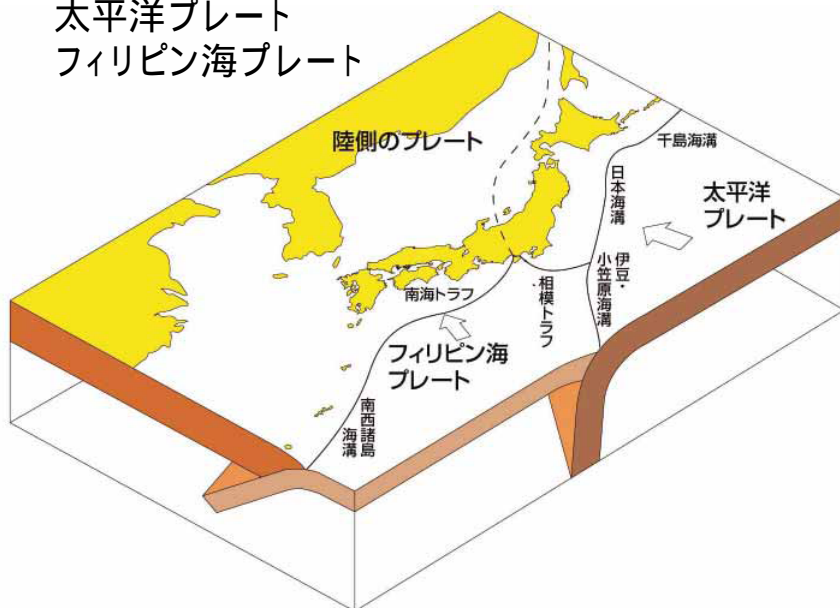 太平洋プレート
フィリピン海プレート
陸側のプレート
千島海溝
日本海溝
太平洋
プレート
伊豆・
小笠原海溝
相模トラフ
南海トラフ
フィリピン海
プレート
南西諸島
海溝